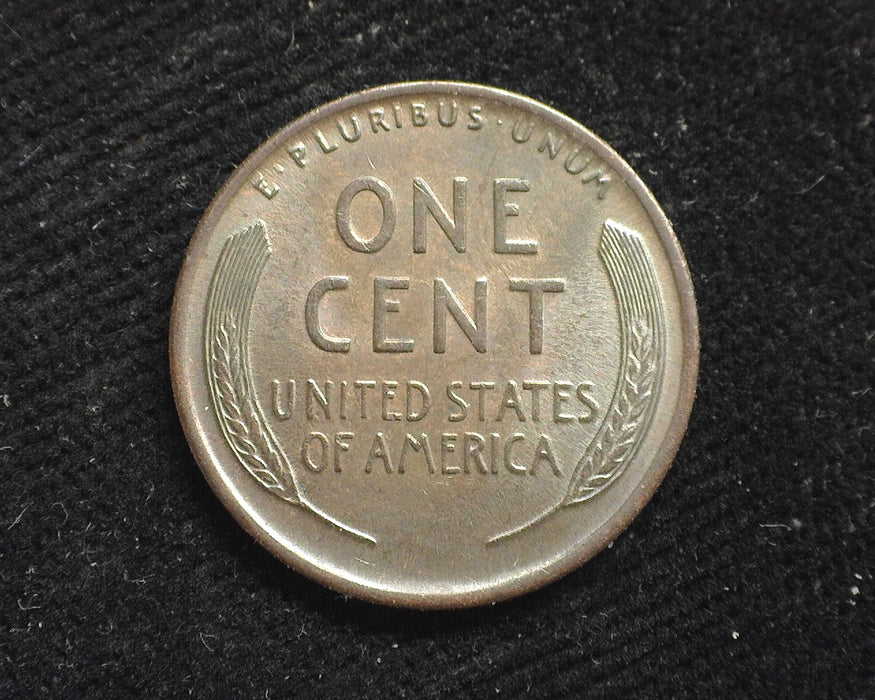 E·PLURIBUS·UNUM
ONE
CENT
UNITED STATES
OF AMERICA